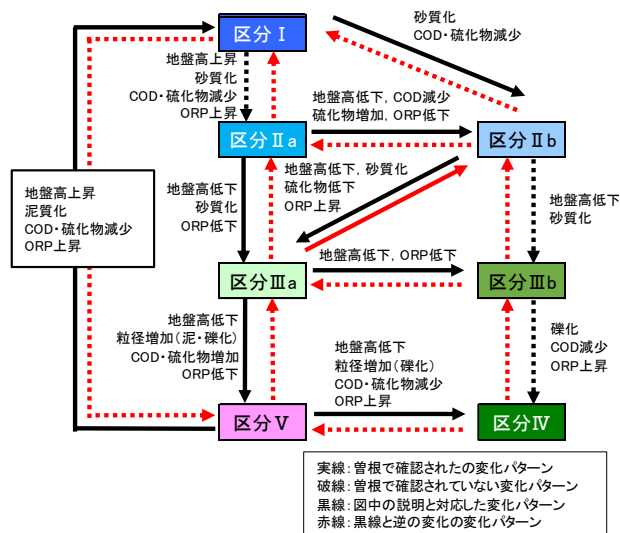 区分Ⅰ
砂質化
COD・硫化物減少
地盤高上昇
砂質化
COD・硫化物減少
ORP上昇
地盤高低下, COD減少
硫化物増加, ORP低下
区分Ⅱa
区分Ⅱb
地盤高低下, 砂質化
硫化物低下
ORP上昇
地盤高低下
砂質化
ORP低下
地盤高低下
砂質化
地盤高上昇
泥質化
COD・硫化物減少
ORP上昇
地盤高低下, ORP低下
区分Ⅲa
区分Ⅲb
地盤高低下
粒径増加(泥・礫化)
COD・硫化物増加
ORP低下
礫化
COD減少
ORP上昇
地盤高低下
粒径増加(礫化)
COD・硫化物減少
ORP上昇
区分Ⅴ
区分Ⅳ
実線：曽根で確認されたの変化パターン
破線：曽根で確認されていない変化パターン
黒線：図中の説明と対応した変化パターン
赤線：黒線と逆の変化の変化パターン